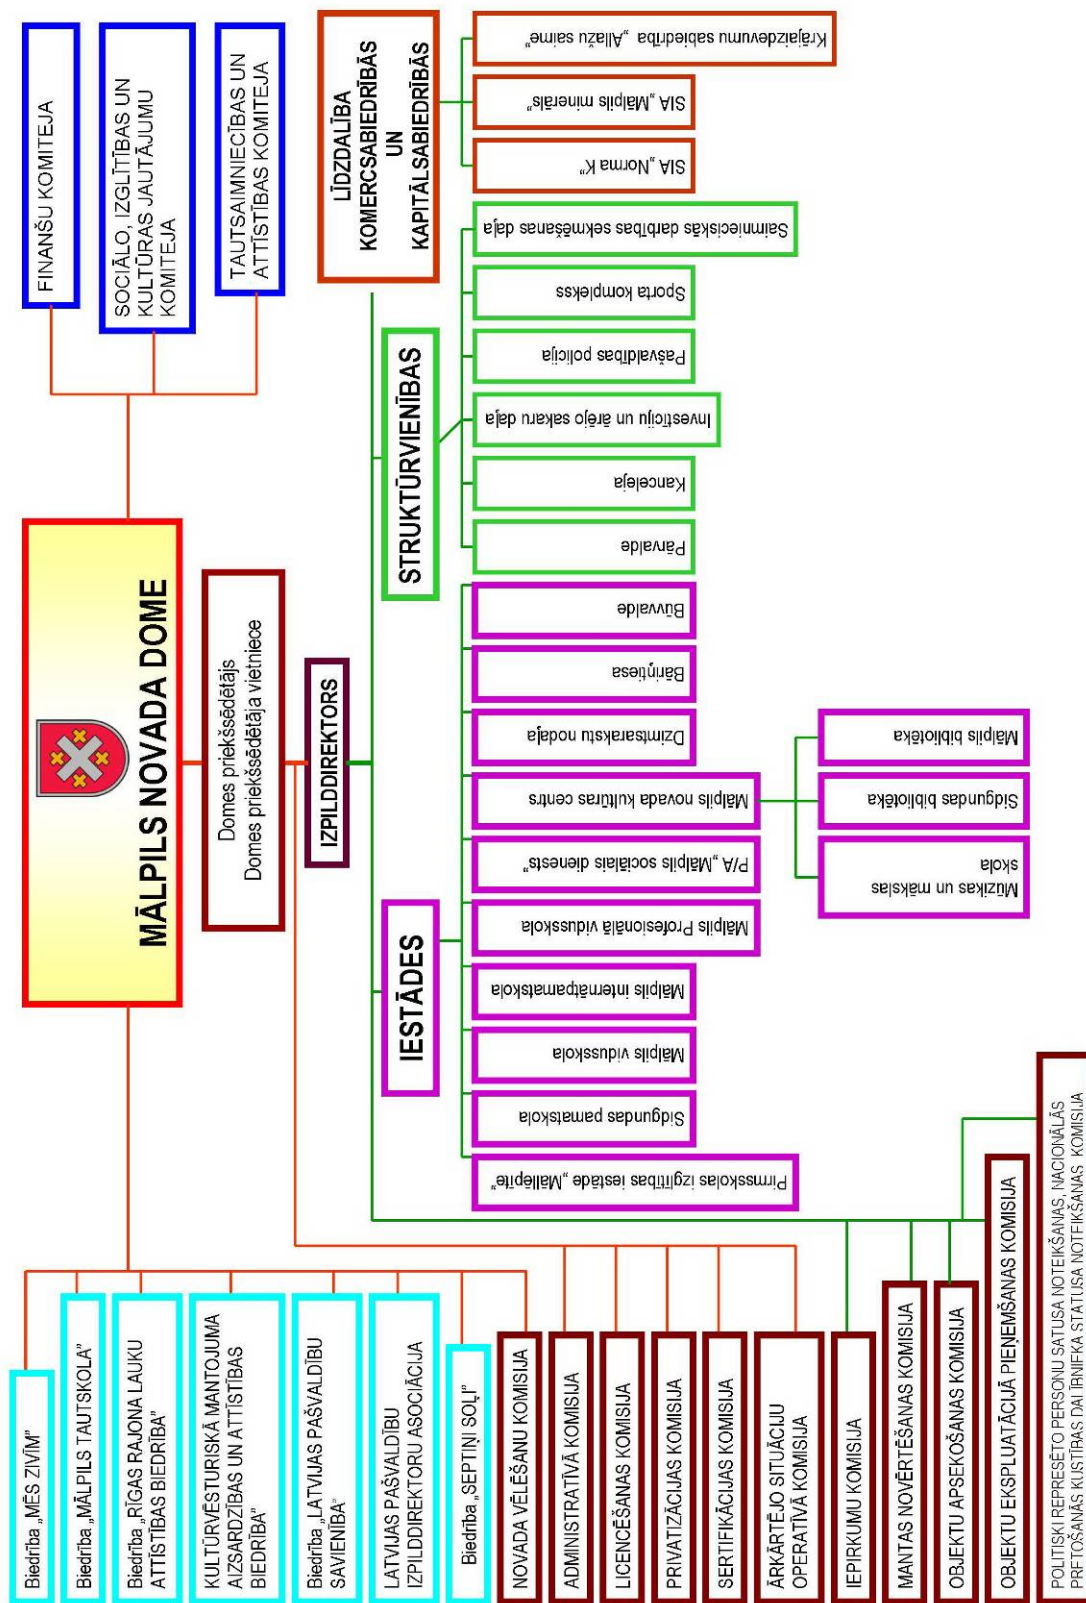 MĀLPILS NOVADA DOME
Domes priekšsēdētājs
Domes priekšsēdētāja vietniece
IZPILDDIREKTORS
FINANŠU KOMITEJA
SOCIĀLO, IZGLĪTĪBAS UN
KULTŪRAS JAUTĀJUMU
KOMITEJA
TAUTSAIMNIECĪBAS UN
ATTĪSTĪBAS KOMITEJA
Biedrība „MĒS ZIVĪM"
Biedrība „MĀLPILS TAUTSKOLA"
Biedrība „RĪGAS RAJONA LAUKU
ATTĪSTĪBAS BIEDRĪBA"
KULTŪRVĒSTURISKĀ MANTOJUMA
AIZSARDZĪBAS UN ATTĪSTĪBAS
BIEDRĪBA"
Biedrība „LATVIJAS PAŠVALDĪBU
SAVIENĪBA"
LATVIJAS PAŠVALDĪBU
IZPILDDIREKTORU ASOCIĀCIJA
Biedrība „SEPTIŅI SOĻI"
NOVADA VĒLĒŠANU KOMISIJA
ADMINISTRATĪVĀ KOMISIJA
LICENCĒŠANAS KOMISIJA
PRIVATIZĀCIJAS KOMISIJA
SERTIFIKĀCIJAS KOMISIJA
ĀRKĀRTĒJO SITUĀCIJU
OPERATĪVĀ KOMISIJA
IEPIRKUMU KOMISIJA
MANTAS NOVĒRTĒŠANAS KOMISIJA
OBJEKTU APSEKOŠANAS KOMISIJA
OBJEKTU EKSPLUATĀCIJĀ PIEŅEMŠANAS KOMISIJA
POLITISKI REPRESĒTO PERSONU SATUSA NOTEIKŠANAS, NACIONĀLĀS
PRETOŠANĀS KUSTĪBAS DALĪBNIEKA STATUSA NOTEIKŠANAS KOMISIJA
IESTĀDES
Pirmsskolas izglītības iestāde „Māllēpīte"
Sidgundas pamatskola
Mālpils vidusskola
Mālpils internātpamatskola
Mālpils Profesionālā vidusskola
P/A „Mālpils sociālais dienests"
Mālpils novada kultūras centrs
Dzimtsarakstu nodaļa
Bāriņtiesa
Būvvalde
Mūzikas un mākslas
skola
Sidgundas bibliotēka
Mālpils bibliotēka
STRUKTŪRVIENĪBAS
Pārvalde
Kanceleja
Investīciju un ārējo sakaru daļa
Pašvaldības policija
Sporta komplekss
Saimnieciskās darbības sekmēšanas daļa
LĪDZDALĪBA
KOMERCSABIEDRĪBĀS
UN
KAPITĀLSABIEDRĪBĀS
SIA „Norma K"
SIA „Mālpils minerāls"
Krājaizdevumu sabiedrība „Allažu saime"